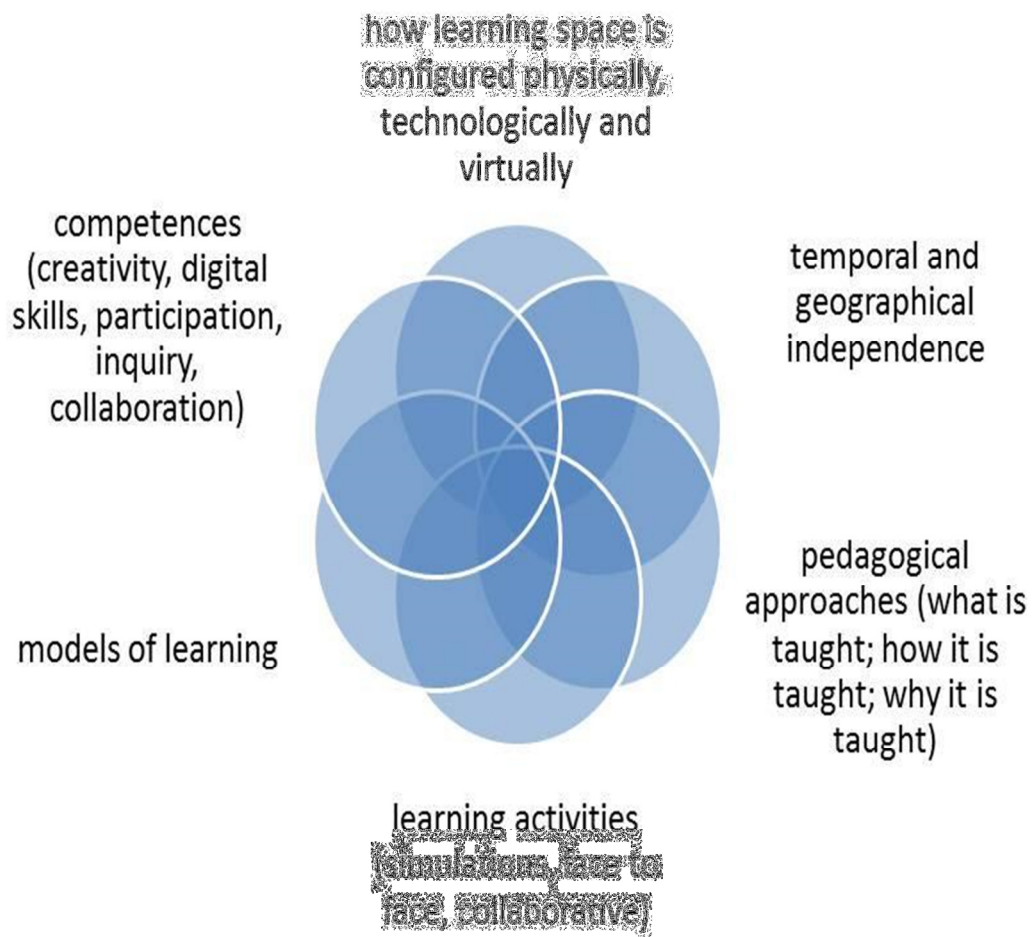 how learning space is
configured physically,
technologically and
virtually
competences
(creativity, digital
skills, participation,
inquiry,
collaboration)
temporal and
geographical
independence
models of learning
pedagogical
approaches (what is
taught; how it is
taught; why it is
taught)
learning activities
(simulations, face to
face, collaborative)